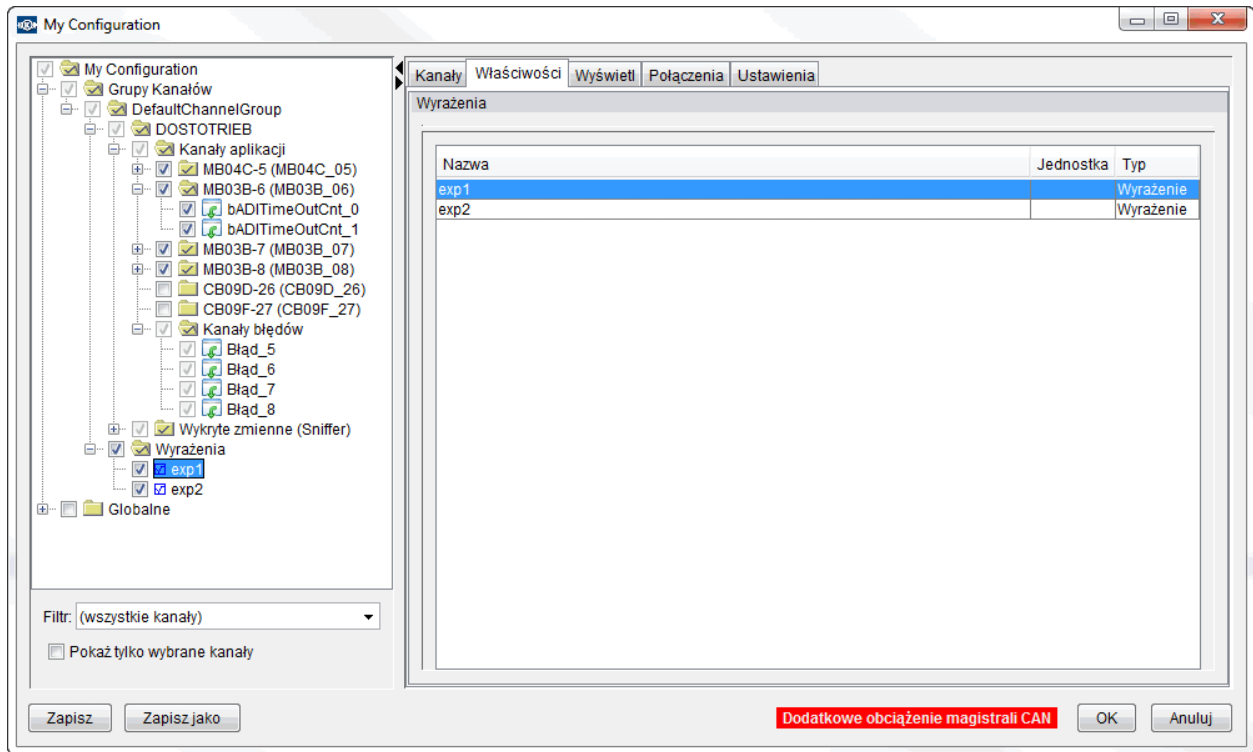 My Configuration
My Configuration
Grupy Kanałów
DefaultChannelGroup
DOSTOTRIEB
Kanały aplikacji
MB04C-5 (MB04C_05)
MB03B-6 (MB03B_06)
bADITimeOutCnt_0
bADITimeOutCnt_1
MB03B-7 (MB03B_07)
MB03B-8 (MB03B_08)
CB09D-26 (CB09D_26)
CB09F-27 (CB09F_27)
Kanały błędów
Błąd_5
Błąd_6
Błąd_7
Błąd_8
Wykryte zmienne (Sniffer)
Wyrażenia
exp1
exp2
Globalne
Filtr: (wszystkie kanały)
Pokaż tylko wybrane kanały
Kanały Właściwości Wyświetl Połączenia Ustawienia
Wyrażenia
Nazwa Jednostka Typ
exp1 Wyrażenie
exp2 Wyrażenie
Zapisz Zapisz jako Dodatkowe obciążenie magistrali CAN OK Anuluj